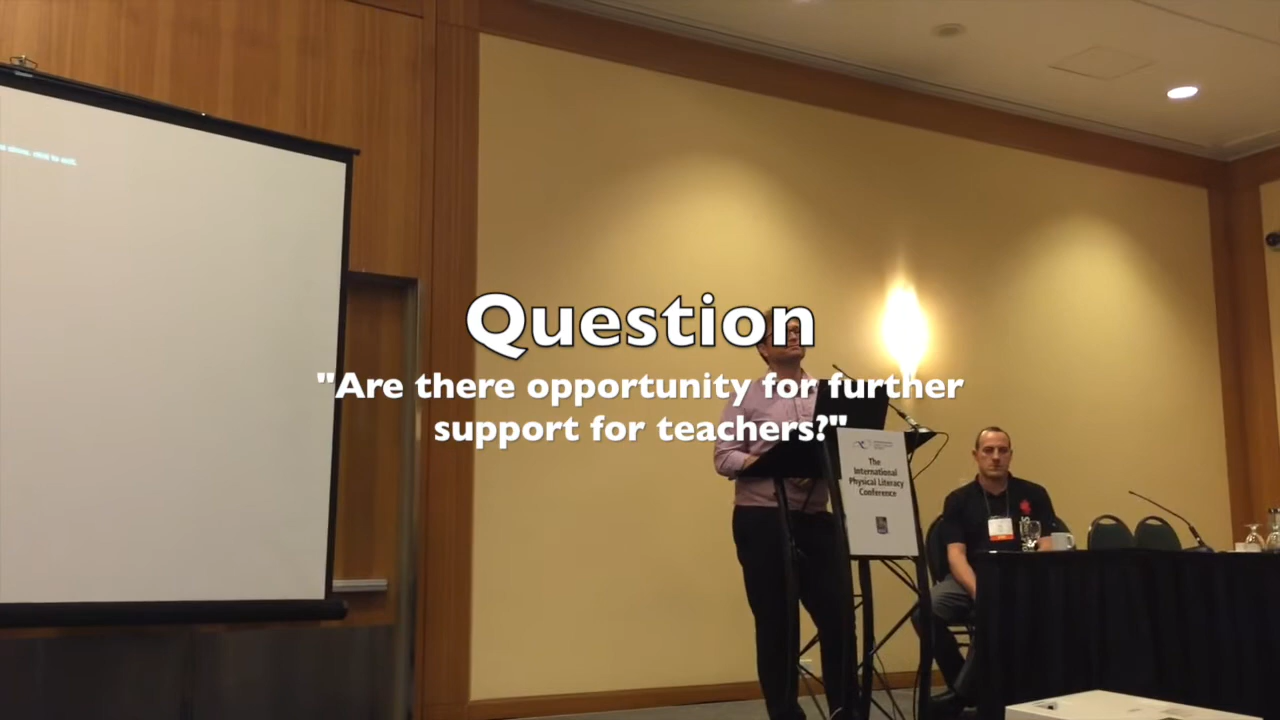 Question
"Are there opportunity for further
support for teachers?"
The
International
Physical Literacy
Conference